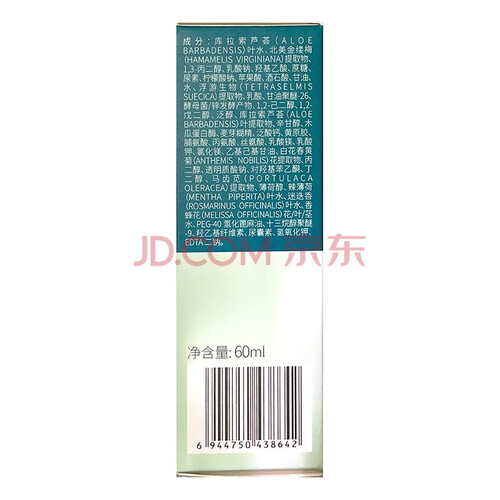 成分：库拉索芦荟(ALOE
BARBADENSIS)叶水、北美金缕梅
(HAMAMELIS VIRGINIANA)提取物、
1,3-丙二醇、乳酸钠、羟基乙酸、蔗糖、
尿素、柠檬酸钠、苹果酸、酒石酸、甘油、
水、浮游生物(TETRASELMIS
SUECICA)提取物、乳酸、甘油聚醚-26、
酵母菌/锌发酵产物、1,2-己二醇、1,2-
戊二醇、泛醇、库拉索芦荟(ALOE
BARBADENSIS)叶提取物、辛甘醇、木
瓜蛋白酶、麦芽糊精、泛酸钙、黄原胶、
脯氨酸、丙氨酸、丝氨酸、乳酸镁、乳酸
钾、氯化镁、乙基己基甘油、白花春黄
菊(ANTHEMIS NOBILIS)花提取物、丙
二醇、透明质酸钠、对羟基苯乙酮、丁
二醇、马齿苋(PORTULACA
OLERACEA)提取物、薄荷醇、辣薄荷
(MENTHA PIPERITA)叶水、迷迭香
(ROSMARINUS OFFICINALIS)叶水、香
蜂花(MELISSA OFFICINALIS)花/叶/茎
水、PEG-40 氢化蓖麻油、十三烷醇聚醚
-9、羟乙基纤维素、尿囊素、氢氧化钾、
EDTA 二钠。
JD.COM 京东
净含量: 60ml
6 944750 438642